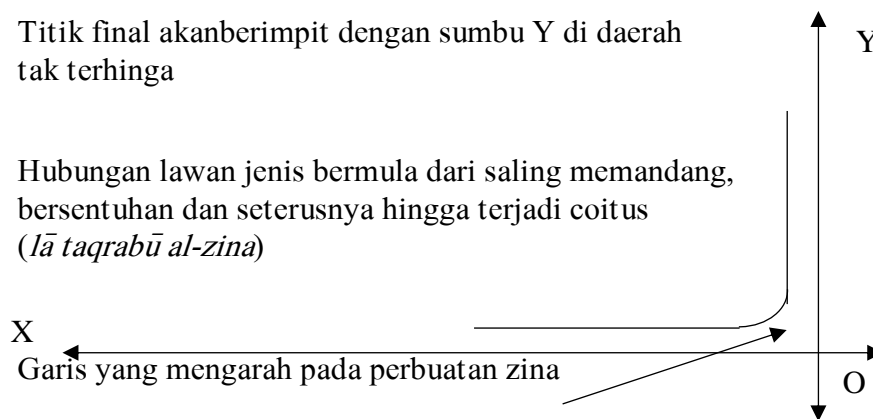 Titik final akanberimpit dengan sumbu Y di daerah
tak terhinga
Y
Hubungan lawan jenis bermula dari saling memandang,
bersentuhan dan seterusnya hingga terjadi coitus
(lā taqrabū al-zina)
X
Garis yang mengarah pada perbuatan zina
O